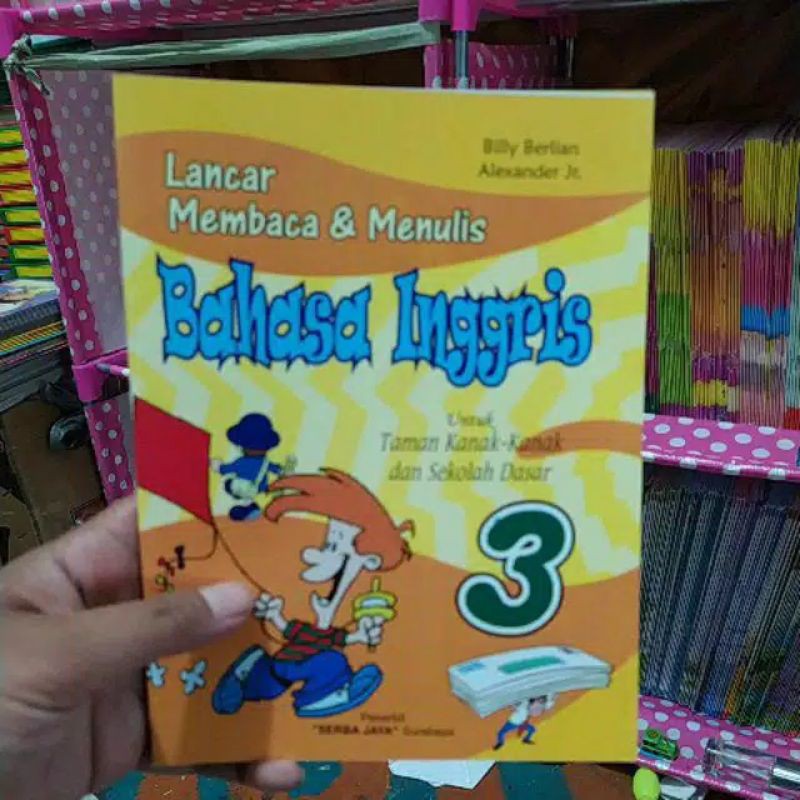 Billy Berlian
Alexander Jr.
Lancar
Membaca & Menulis
Bahasa Inggris
Untuk
Taman Kanak-Kanak
dan Sekolah Dasar
3
Penerbit
"SERBA JAYA" Surabaya